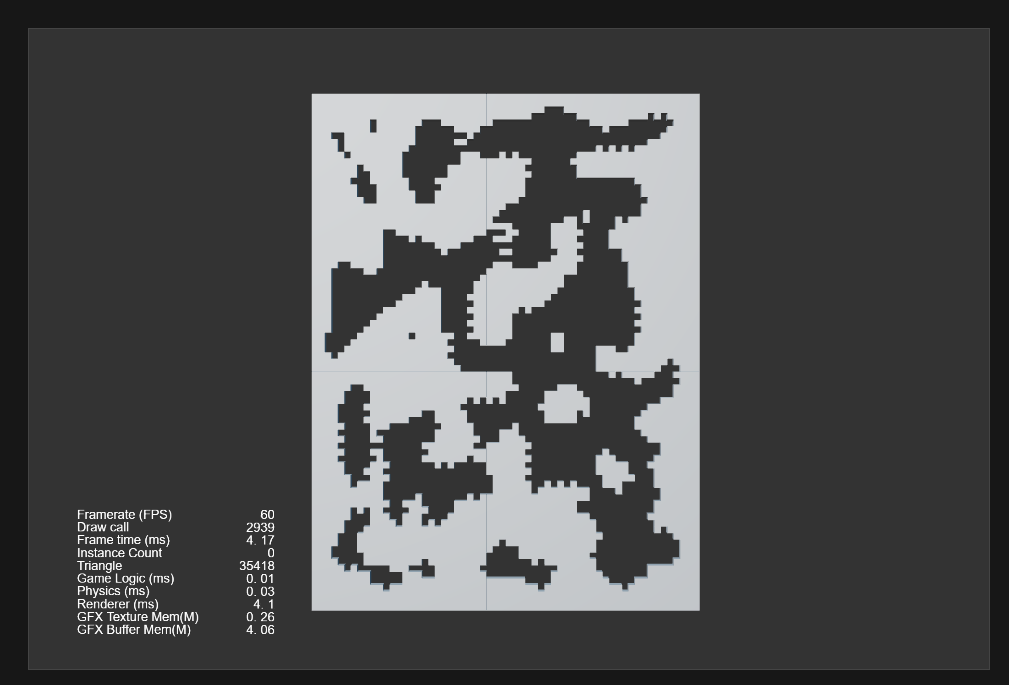 Framerate (FPS) 60
Draw call 2939
Frame time (ms) 4. 17
Instance Count 0
Triangle 35418
Game Logic (ms) 0. 01
Physics (ms) 0. 03
Renderer (ms) 4. 1
GFX Texture Mem(M) 0. 26
GFX Buffer Mem(M) 4. 06